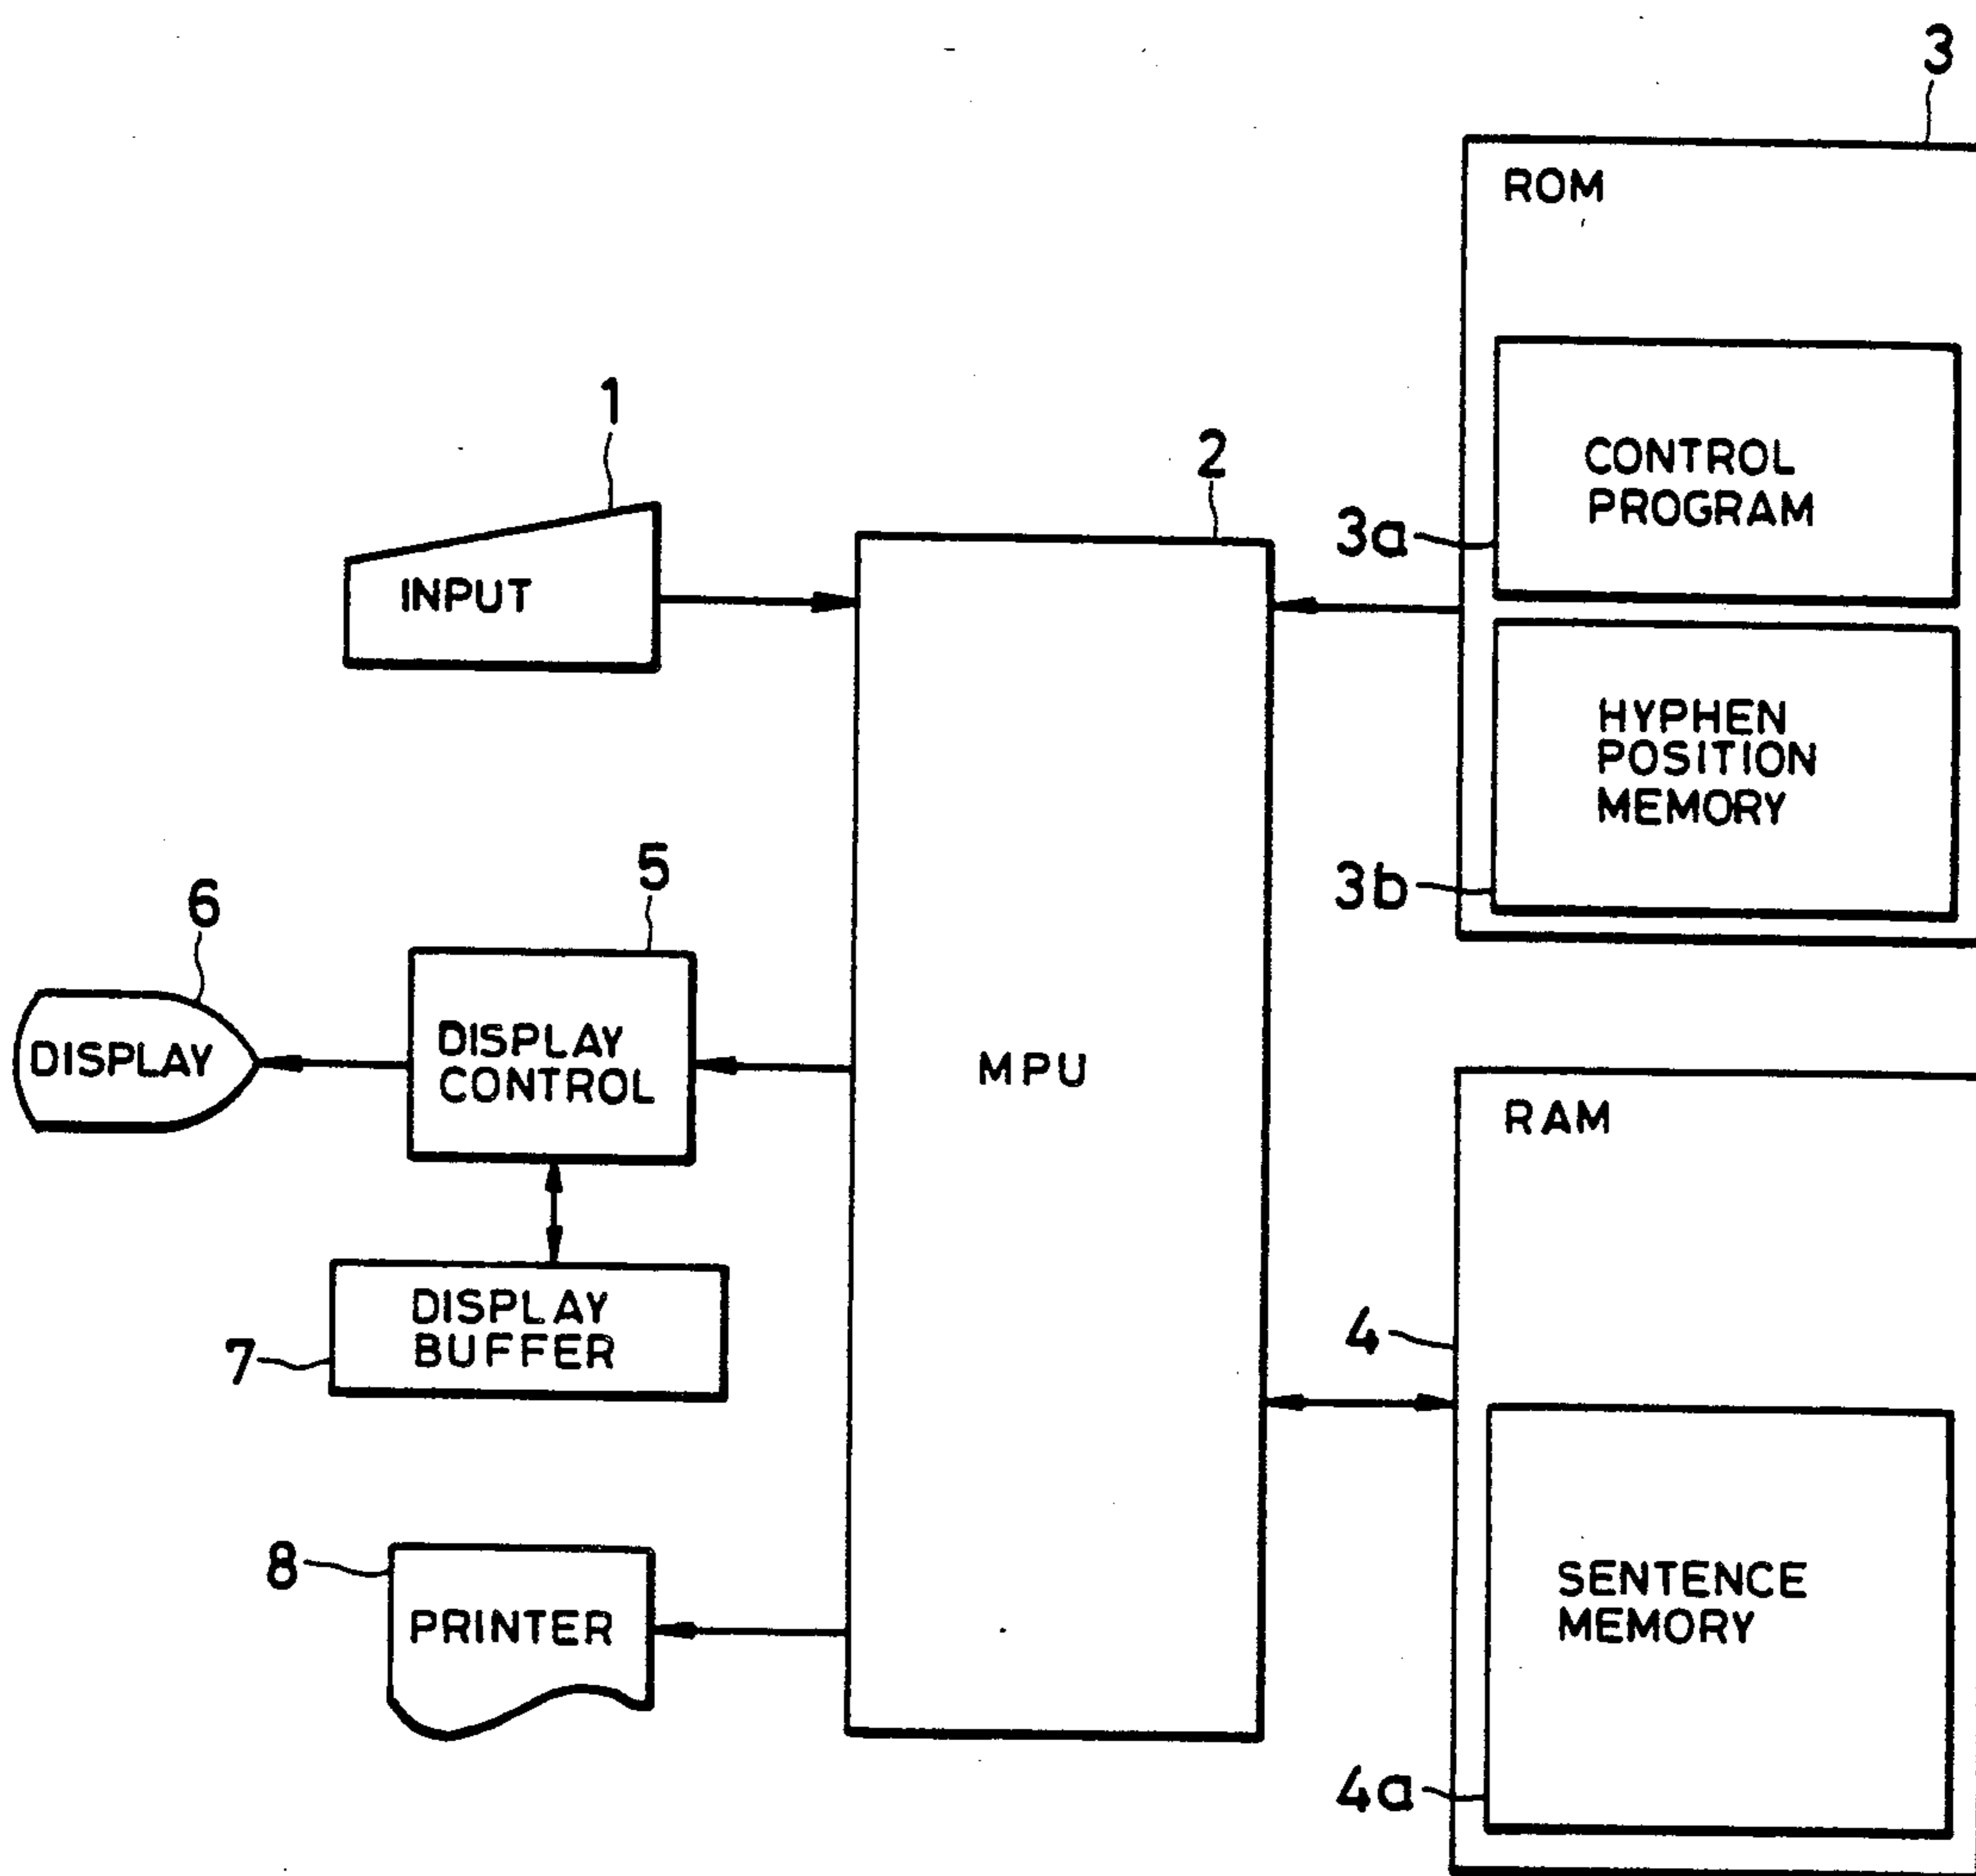 3
ROM
1
2
CONTROL
PROGRAM
3a
INPUT
HYPHEN
POSITION
MEMORY
3b
5
6
DISPLAY
CONTROL
DISPLAY
MPU
RAM
DISPLAY
BUFFER
7
4
8
PRINTER
SENTENCE
MEMORY
4a